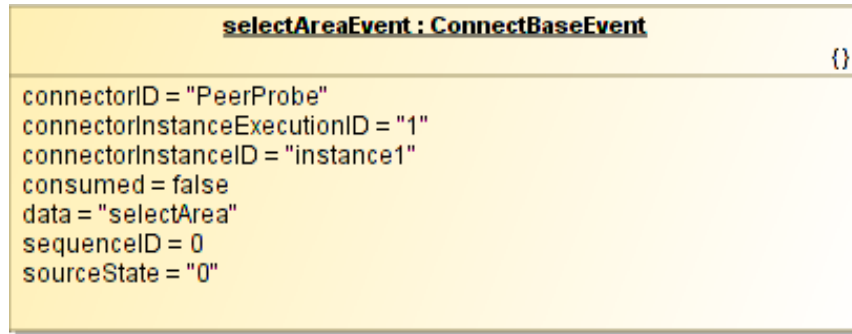 selectAreaEvent : ConnectBaseEvent
{}
connectorID = "PeerProbe"
connectorInstanceExecutionID = "1"
connectorInstanceID = "instance1"
consumed = false
data = "selectArea"
sequenceID = 0
sourceState = "0"